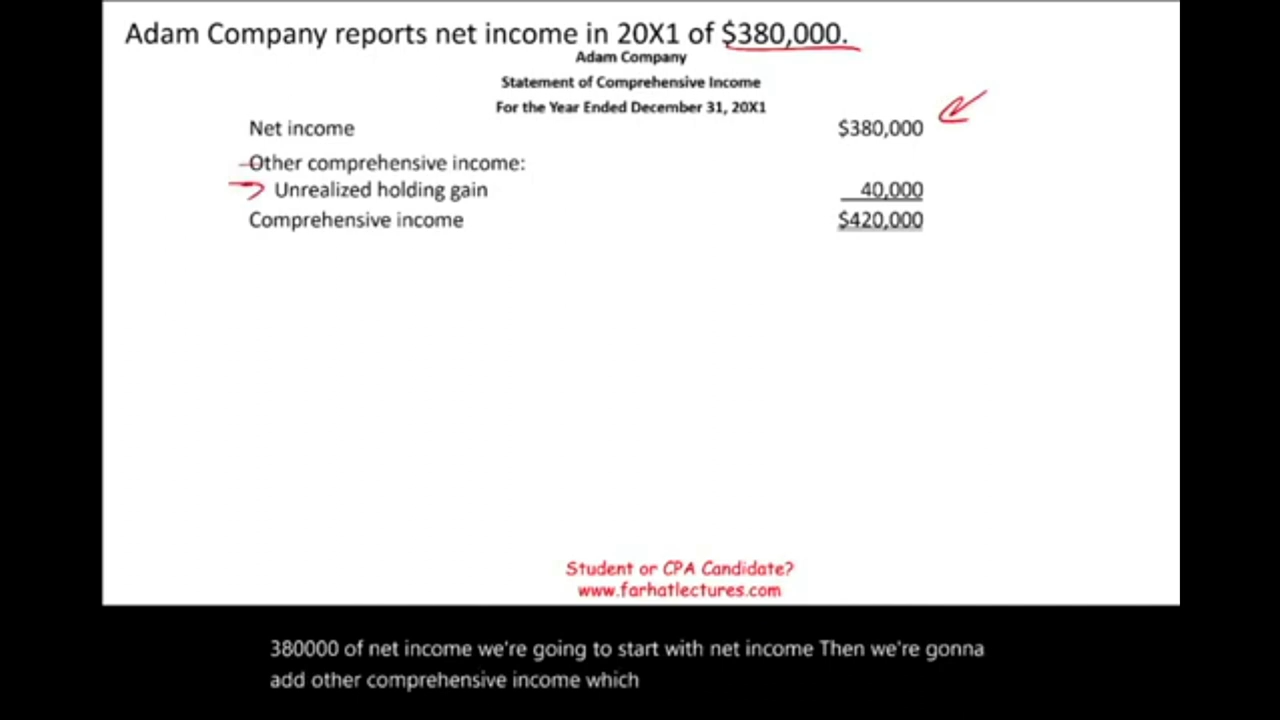 Adam Company reports net income in 20X1 of $380,000.
Adam Company
Statement of Comprehensive Income
For the Year Ended December 31, 20X1
Net income $380,000
Other comprehensive income:
Unrealized holding gain 40,000
Comprehensive income $420,000
Student or CPA Candidate?
www.farhatlectures.com
380000 of net income we're going to start with net income Then we're gonna
add other comprehensive income which